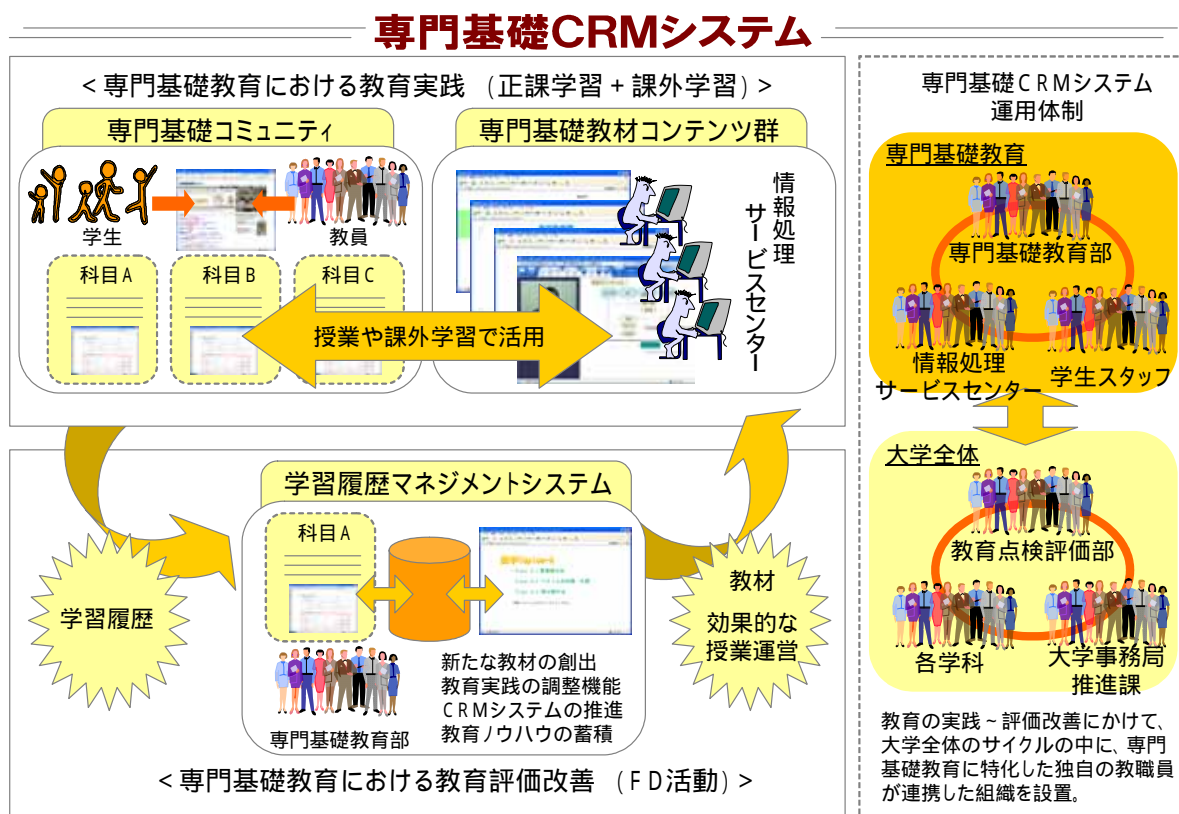 専門基礎CRMシステム
<専門基礎教育における教育実践 (正課学習+課外学習)>
専門基礎コミュニティ
学生
教員
科目A
科目B
科目C
専門基礎教材コンテンツ群
情報処理
サービスセンター
授業や課外学習で活用
学習履歴
学習履歴マネジメントシステム
科目A
専門基礎教育部
新たな教材の創出
教育実践の調整機能
CRMシステムの推進
教育ノウハウの蓄積
教材
効果的な
授業運営
<専門基礎教育における教育評価改善 (FD活動)>
専門基礎CRMシステム
運用体制
専門基礎教育
専門基礎教育部
情報処理
サービスセンター
学生スタッフ
大学全体
教育点検評価部
各学科
大学事務局
推進課
教育の実践~評価改善にかけて、
大学全体のサイクルの中に、専門
基礎教育に特化した独自の教職員
が連携した組織を設置。